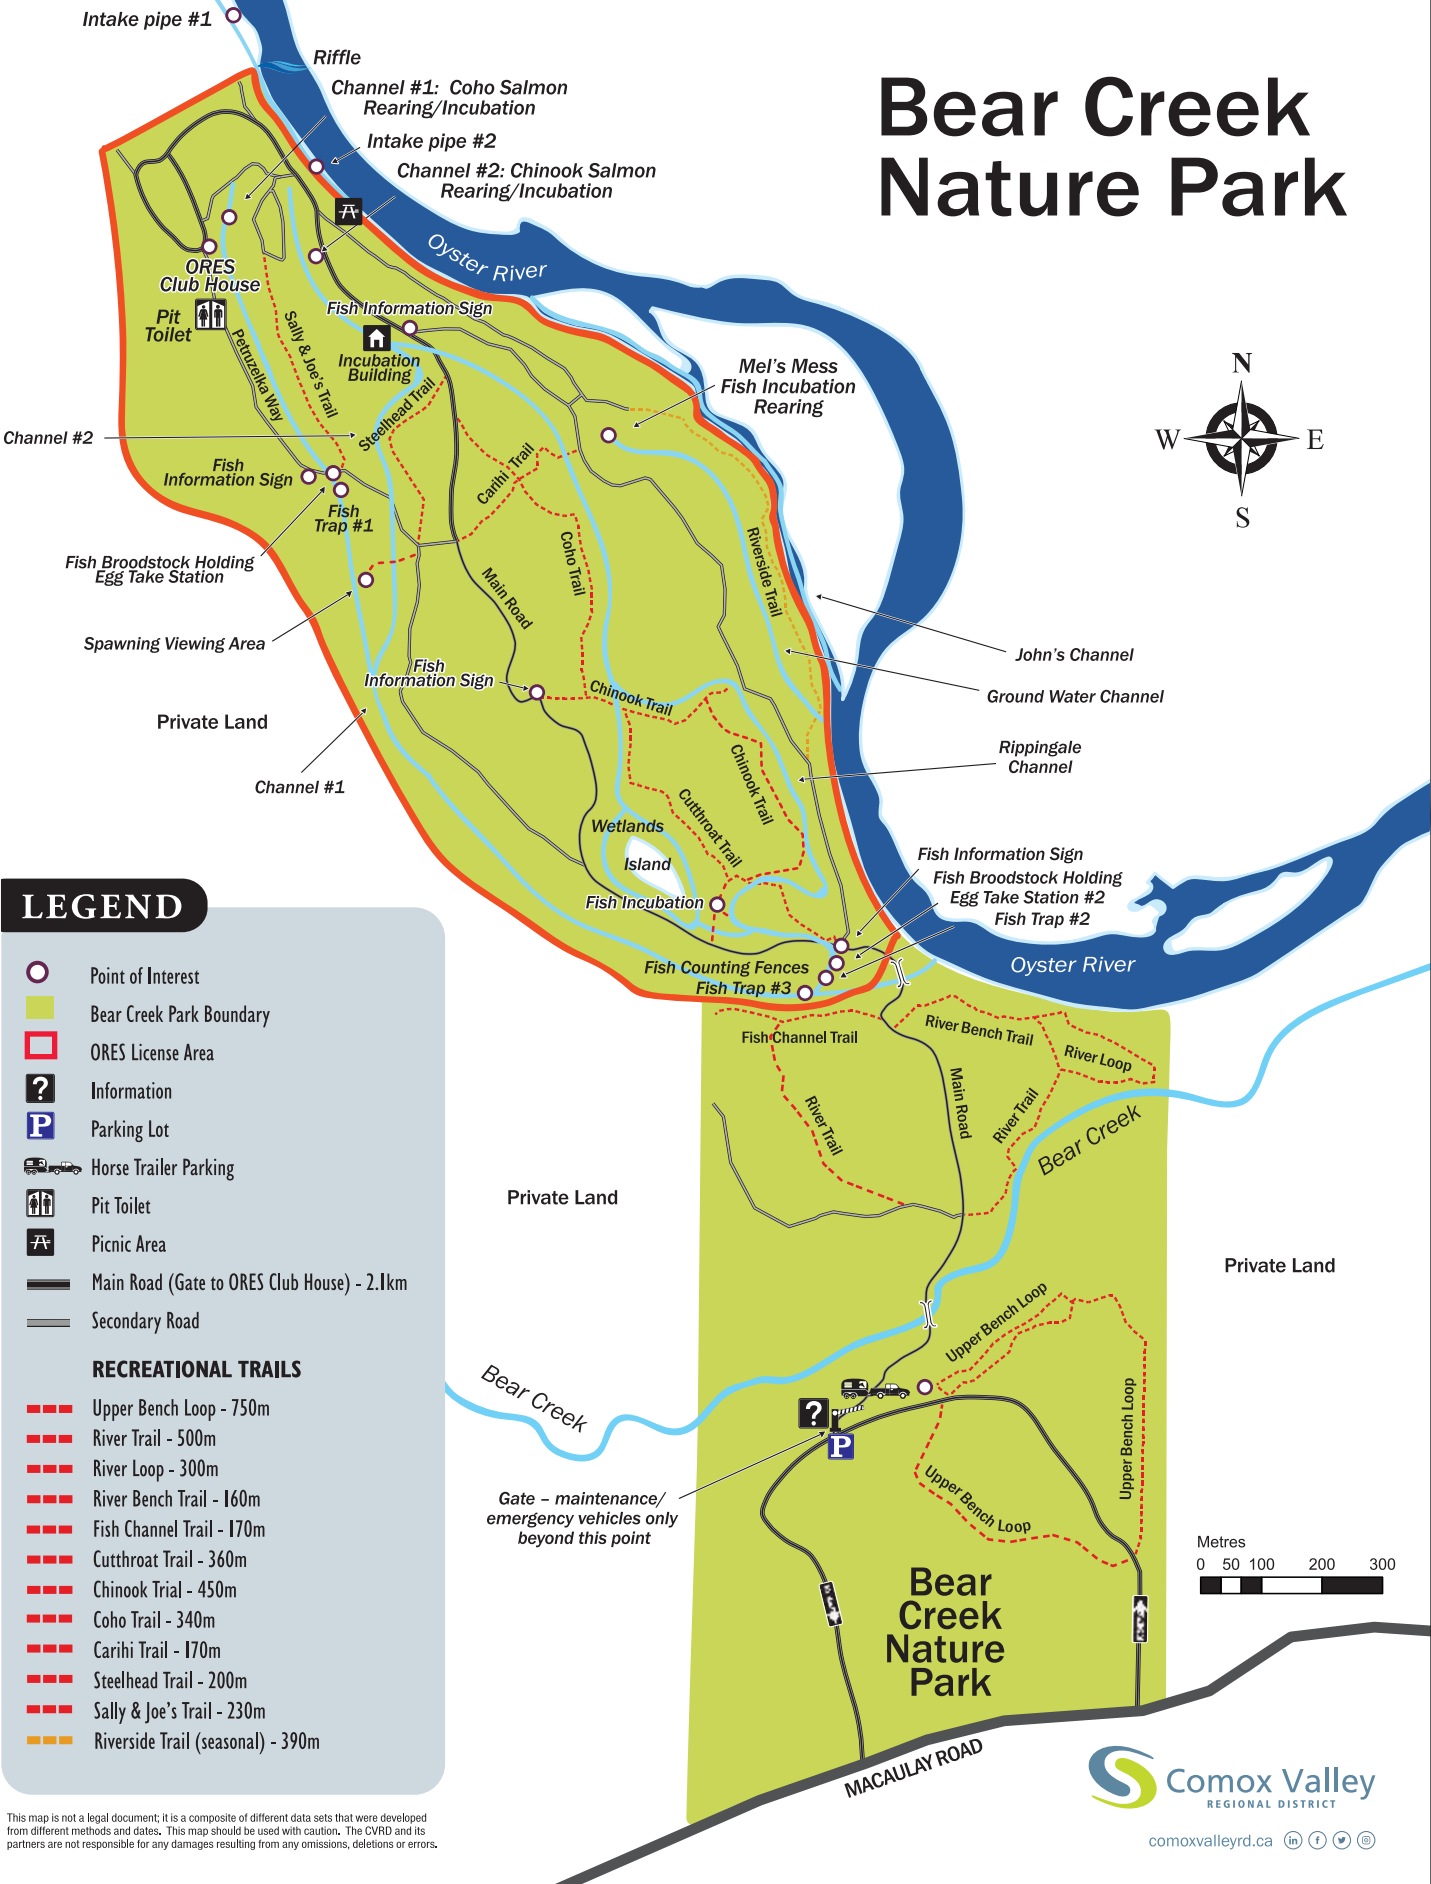 Intake pipe #1
Riffle
Channel #1: Coho Salmon
Rearing/Incubation
Intake pipe #2
Channel #2: Chinook Salmon
Rearing/Incubation
Bear Creek
Nature Park
Oyster River
ORES
Club House
Pit
Toilet
Fish Information Sign
Incubation
Building
Petruzelka Way
Sally & Joe's Trail
Steelhead Trail
Mel's Mess
Fish Incubation
Rearing
N
W
E
S
Channel #2
Fish
Information Sign
Fish
Trap #1
Carihi Trail
Coho Trail
Riverside Trail
Fish Broodstock Holding
Egg Take Station
Main Road
Spawning Viewing Area
Fish
Information Sign
Chinook Trail
John's Channel
Ground Water Channel
Private Land
Channel #1
Rippingale
Channel
Chinook Trail
Cutthroat Trail
Wetlands
Island
Fish Incubation
Fish Information Sign
Fish Broodstock Holding
Egg Take Station #2
Fish Trap #2
Fish Counting Fences
Fish Trap #3
Oyster River
Fish Channel Trail
River Bench Trail
River Loop
River Trail
Main Road
River Trail
Bear Creek
Private Land
Private Land
Upper Bench Loop
Bear Creek
?
P
Upper Bench Loop
Upper Bench Loop
Gate – maintenance/
emergency vehicles only
beyond this point
Bear
Creek
Nature
Park
MACAULAY ROAD
Metres
0 50 100 200 300
LEGEND
Point of Interest
Bear Creek Park Boundary
ORES License Area
? Information
P Parking Lot
Horse Trailer Parking
Pit Toilet
Picnic Area
Main Road (Gate to ORES Club House) - 2.1km
Secondary Road
RECREATIONAL TRAILS
Upper Bench Loop - 750m
River Trail - 500m
River Loop - 300m
River Bench Trail - 160m
Fish Channel Trail - 170m
Cutthroat Trail - 360m
Chinook Trial - 450m
Coho Trail - 340m
Carihi Trail - 170m
Steelhead Trail - 200m
Sally & Joe's Trail - 230m
Riverside Trail (seasonal) - 390m
This map is not a legal document; it is a composite of different data sets that were developed
from different methods and dates. This map should be used with caution. The CVRD and its
partners are not responsible for any damages resulting from any omissions, deletions or errors.
Comox Valley
REGIONAL DISTRICT
comoxvalleyrd.ca